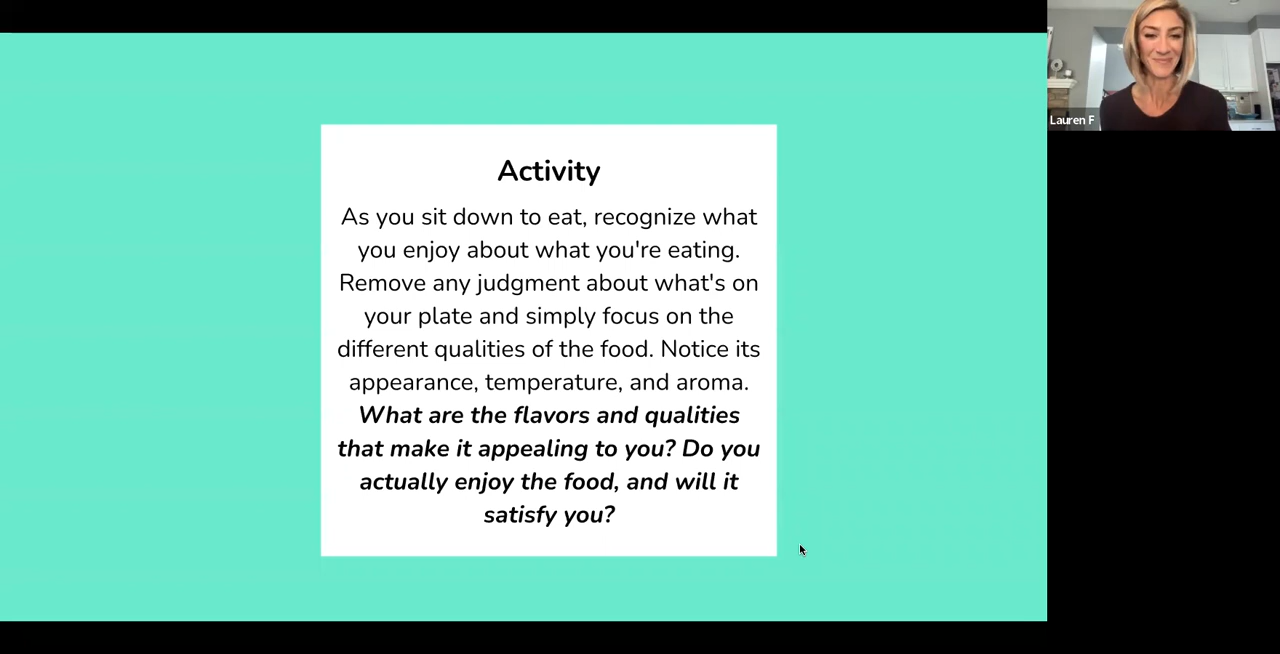 Activity
As you sit down to eat, recognize what
you enjoy about what you're eating.
Remove any judgment about what's on
your plate and simply focus on the
different qualities of the food. Notice its
appearance, temperature, and aroma.
What are the flavors and qualities
that make it appealing to you? Do you
actually enjoy the food, and will it
satisfy you?
Lauren F